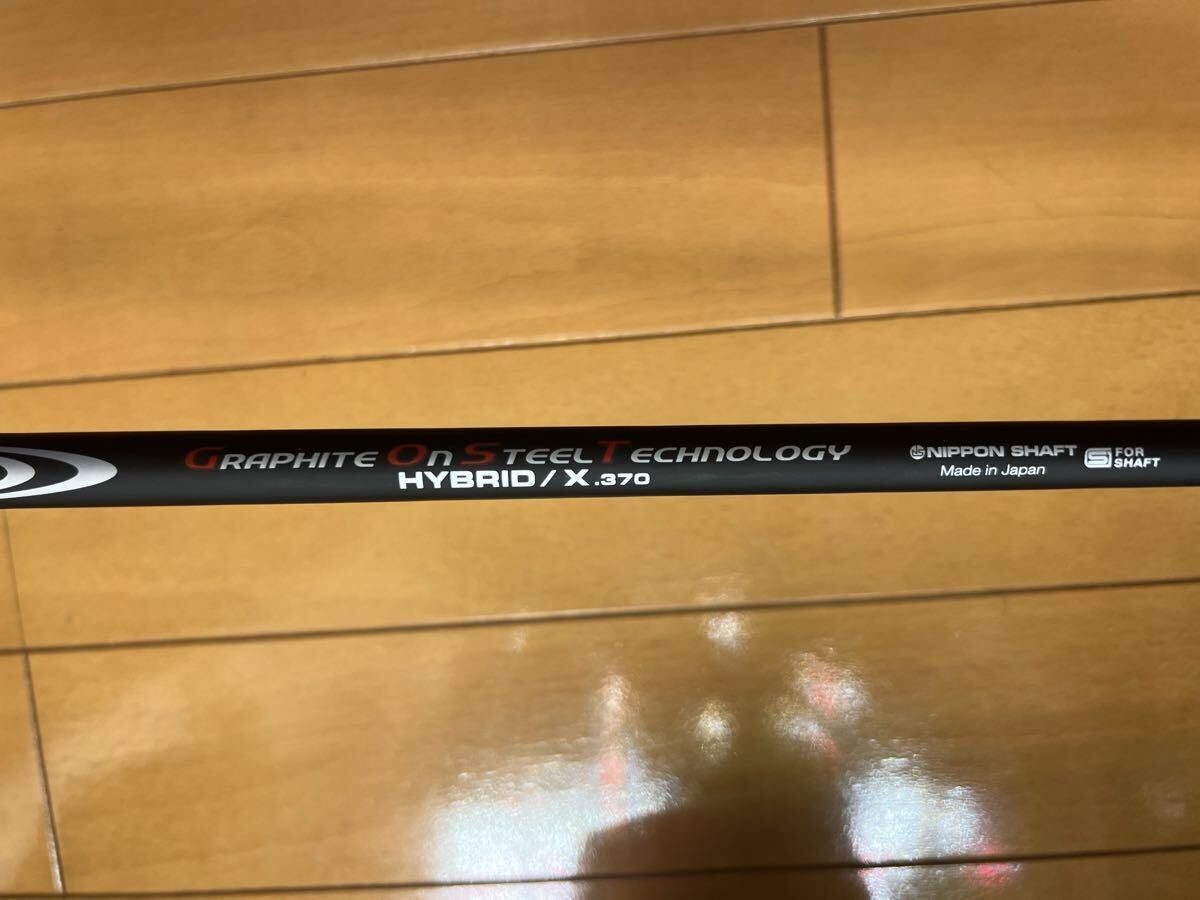 GRAPHITE ON STEEL TECHNOLOGY
HYBRID / X .370
NIPPON SHAFT
Made in Japan
S FOR SHAFT